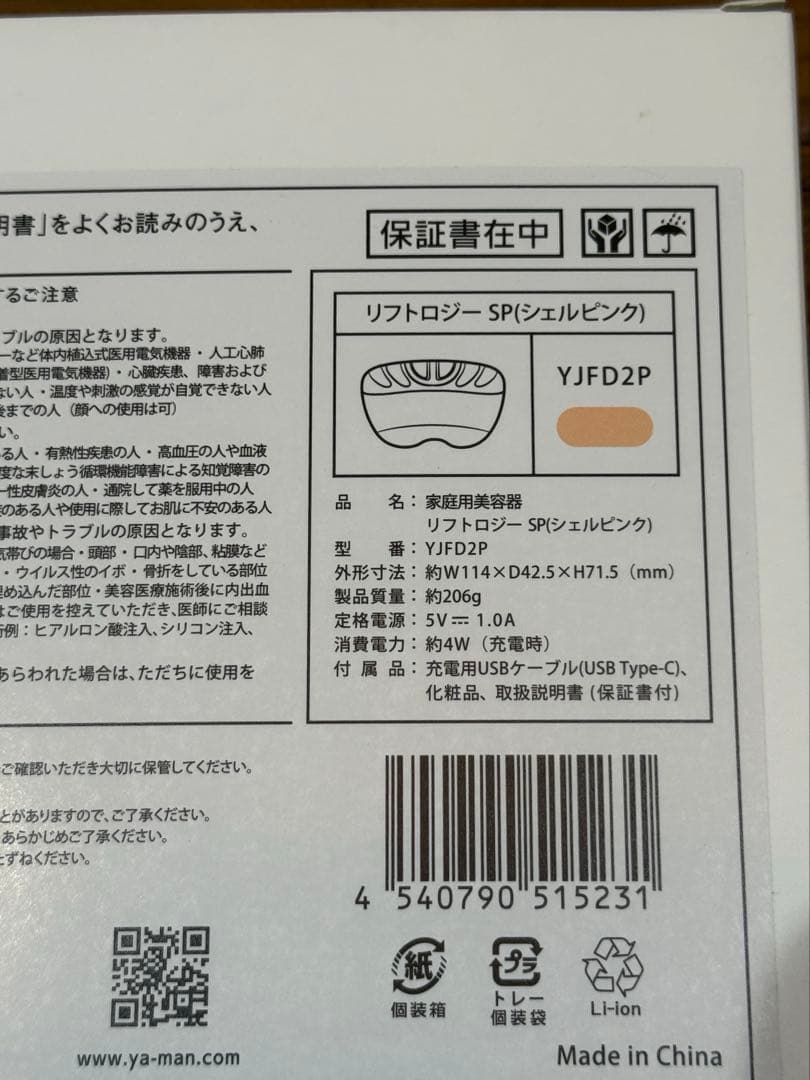 明書」をよくお読みのうえ、
保証書在中
するご注意
ブルの原因となります。
ーなど体内植込式医用電気機器・人工心肺
着型医用電気機器)・心臓疾患、障害および
ない人・温度や刺激の感覚が自覚できない人
後までの人（顔への使用は可）
い。
ある人・有熱性疾患の人・高血圧の人や血液
度な末しょう循環機能障害による知覚障害の
ー性皮膚炎の人・通院して薬を服用中の人
のある人や使用に際してお肌に不安のある人
事故やトラブルの原因となります。
気帯びの場合・頭部・口内や陰部、粘膜など
・ウイルス性のイボ・骨折をしている部位
埋め込んだ部位・美容医療施術後に内出血
はご使用を控えていただき、医師にご相談
術例：ヒアルロン酸注入、シリコン注入、
あらわれた場合は、ただちに使用を
リフトロジー SP(シェルピンク)
YJFD2P
品名：家庭用美容器
リフトロジー SP(シェルピンク)
型番：YJFD2P
外形寸法：約W114×D42.5×H71.5（mm）
製品質量：約206g
定格電源：5V⎓1.0A
消費電力：約4W（充電時）
付属品：充電用USBケーブル(USB Type-C)、
化粧品、取扱説明書（保証書付）
ご確認いただき大切に保管してください。
とがありますので、ご了承ください。
あらかじめご了承ください。
たずねください。
4 540790 515231
紙
個装箱
プラ
トレー
個装袋
Li-ion
www.ya-man.com
Made in China